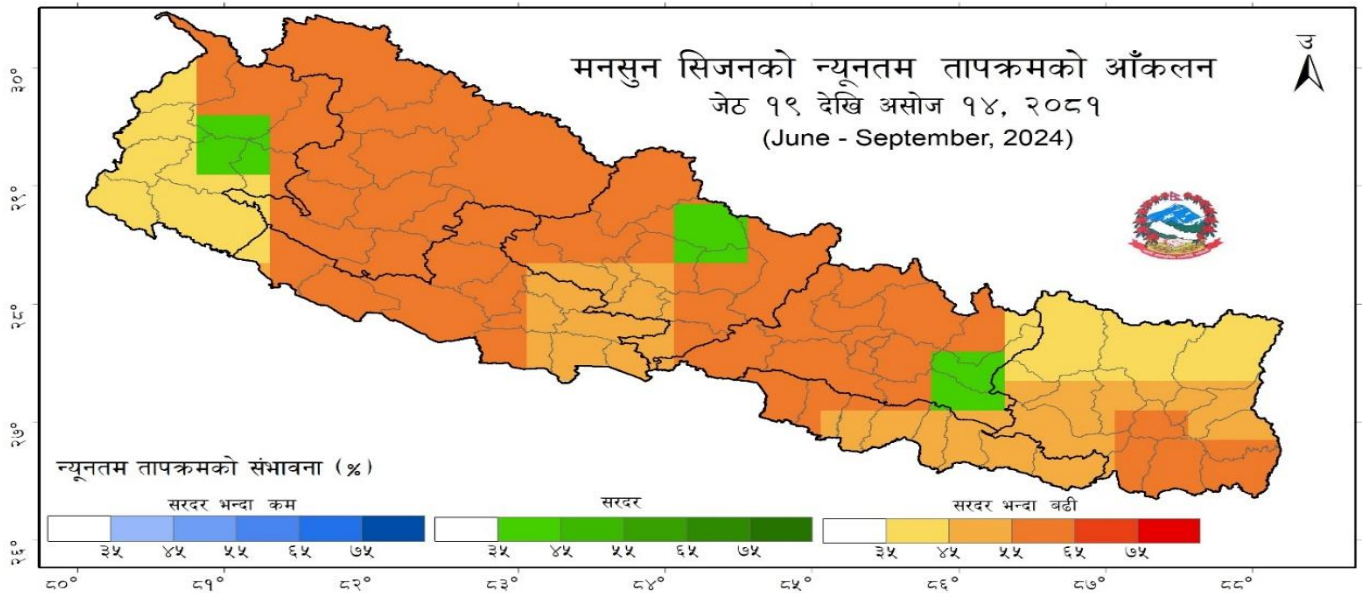 मनसुन सिजनको न्यूनतम तापक्रमको आँकलन
जेठ १९ देखि असोज १४, २०८१
(June - September, 2024)
उ
३०°
२९°
२८°
२७°
२६°
न्यूनतम तापक्रमको संभावना (%)
सरदर भन्दा कम
सरदर
सरदर भन्दा बढी
३५ ४५ ५५ ६५ ७५
३५ ४५ ५५ ६५ ७५
३५ ४५ ५५ ६५ ७५
८०° ८१° ८२° ८३° ८४° ८५° ८६° ८७° ८८°